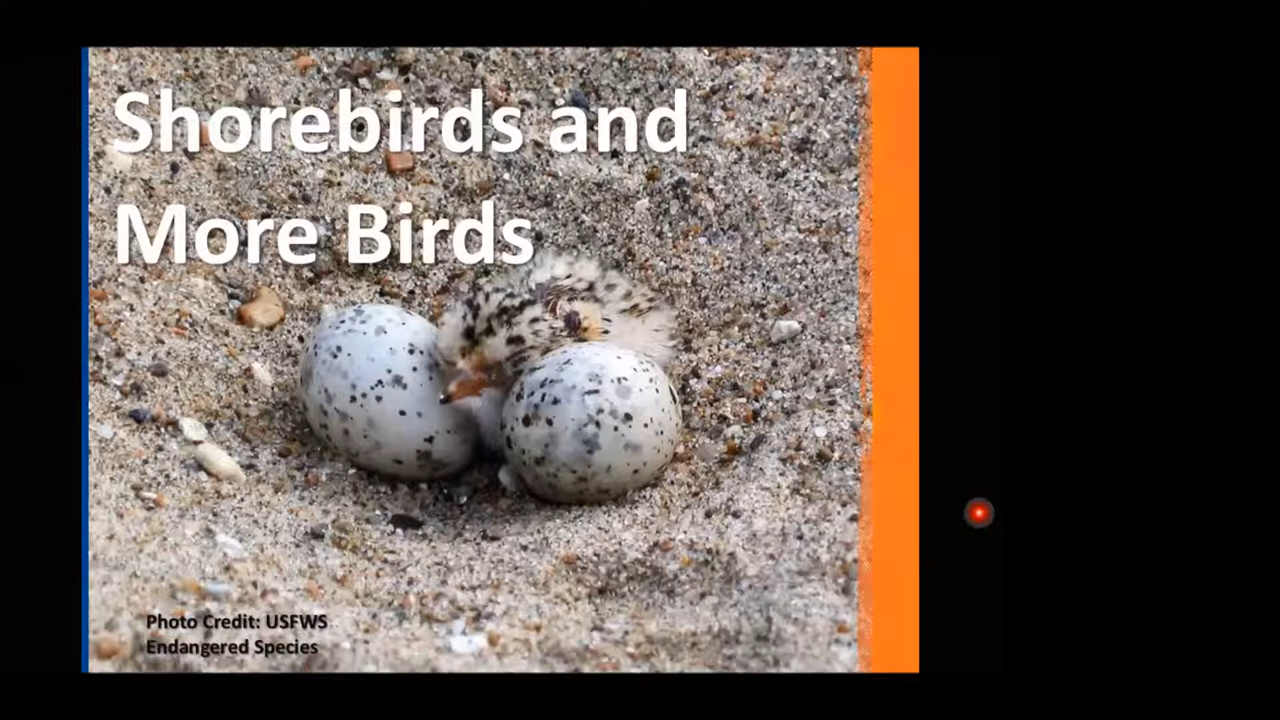 Shorebirds and
More Birds
Photo Credit: USFWS
Endangered Species